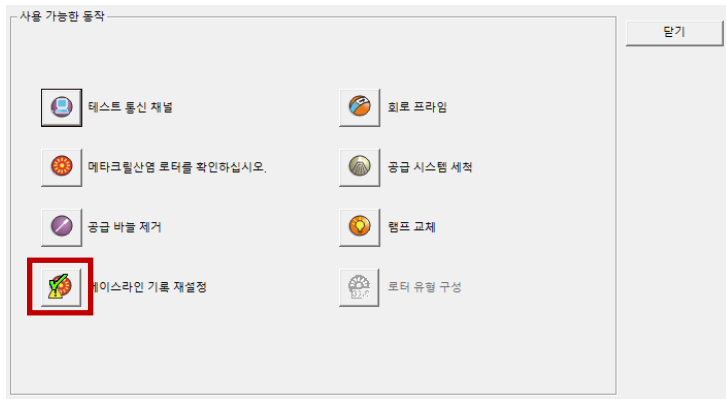 사용 가능한 동작
닫기
테스트 통신 채널
회로 프라임
메타크릴산염 로터를 확인하십시오.
공급 시스템 세척
공급 바늘 제거
램프 교체
베이스라인 기록 재설정
로터 유형 구성